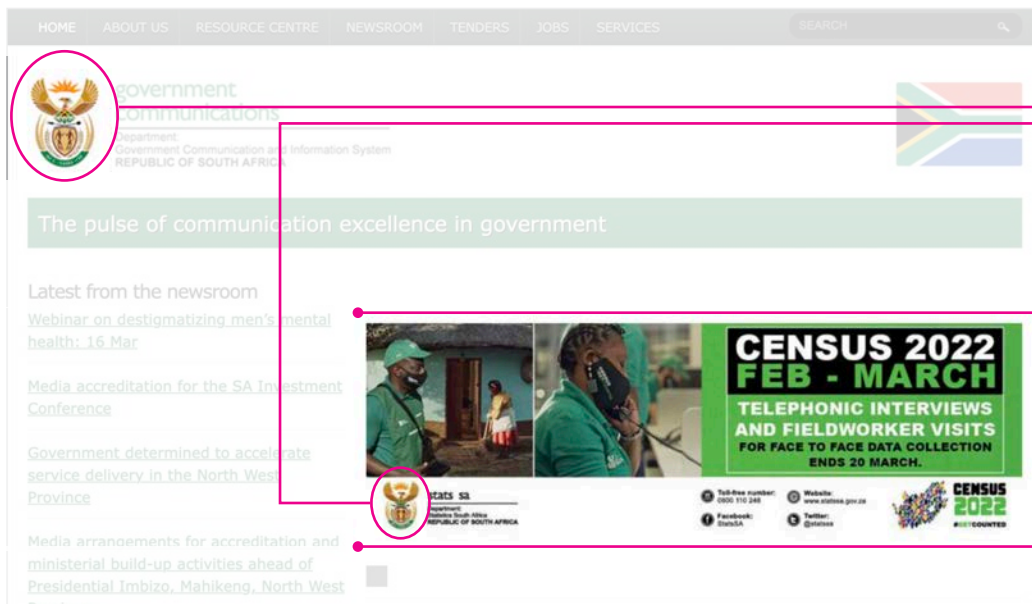 HOME ABOUT US RESOURCE CENTRE NEWSROOM TENDERS JOBS SERVICES SEARCH
government
communications
Department:
Government Communication and Information System
REPUBLIC OF SOUTH AFRICA
The pulse of communication excellence in government
Latest from the newsroom
Webinar on destigmatizing men's mental
health: 16 Mar
Media accreditation for the SA Investment
Conference
Government determined to accelerate
service delivery in the North West
Province
Media arrangements for accreditation and
ministerial build-up activities ahead of
Presidential Imbizo, Mahikeng, North West
CENSUS 2022
FEB - MARCH
TELEPHONIC INTERVIEWS
AND FIELDWORKER VISITS
FOR FACE TO FACE DATA COLLECTION
ENDS 20 MARCH.
stats sa
Department:
Statistics South Africa
REPUBLIC OF SOUTH AFRICA
Toll-free number:
0800 110 248
Facebook:
StatsSA
Website:
www.statssa.gov.za
Twitter:
@statssa
CENSUS
2022
#GETCOUNTED